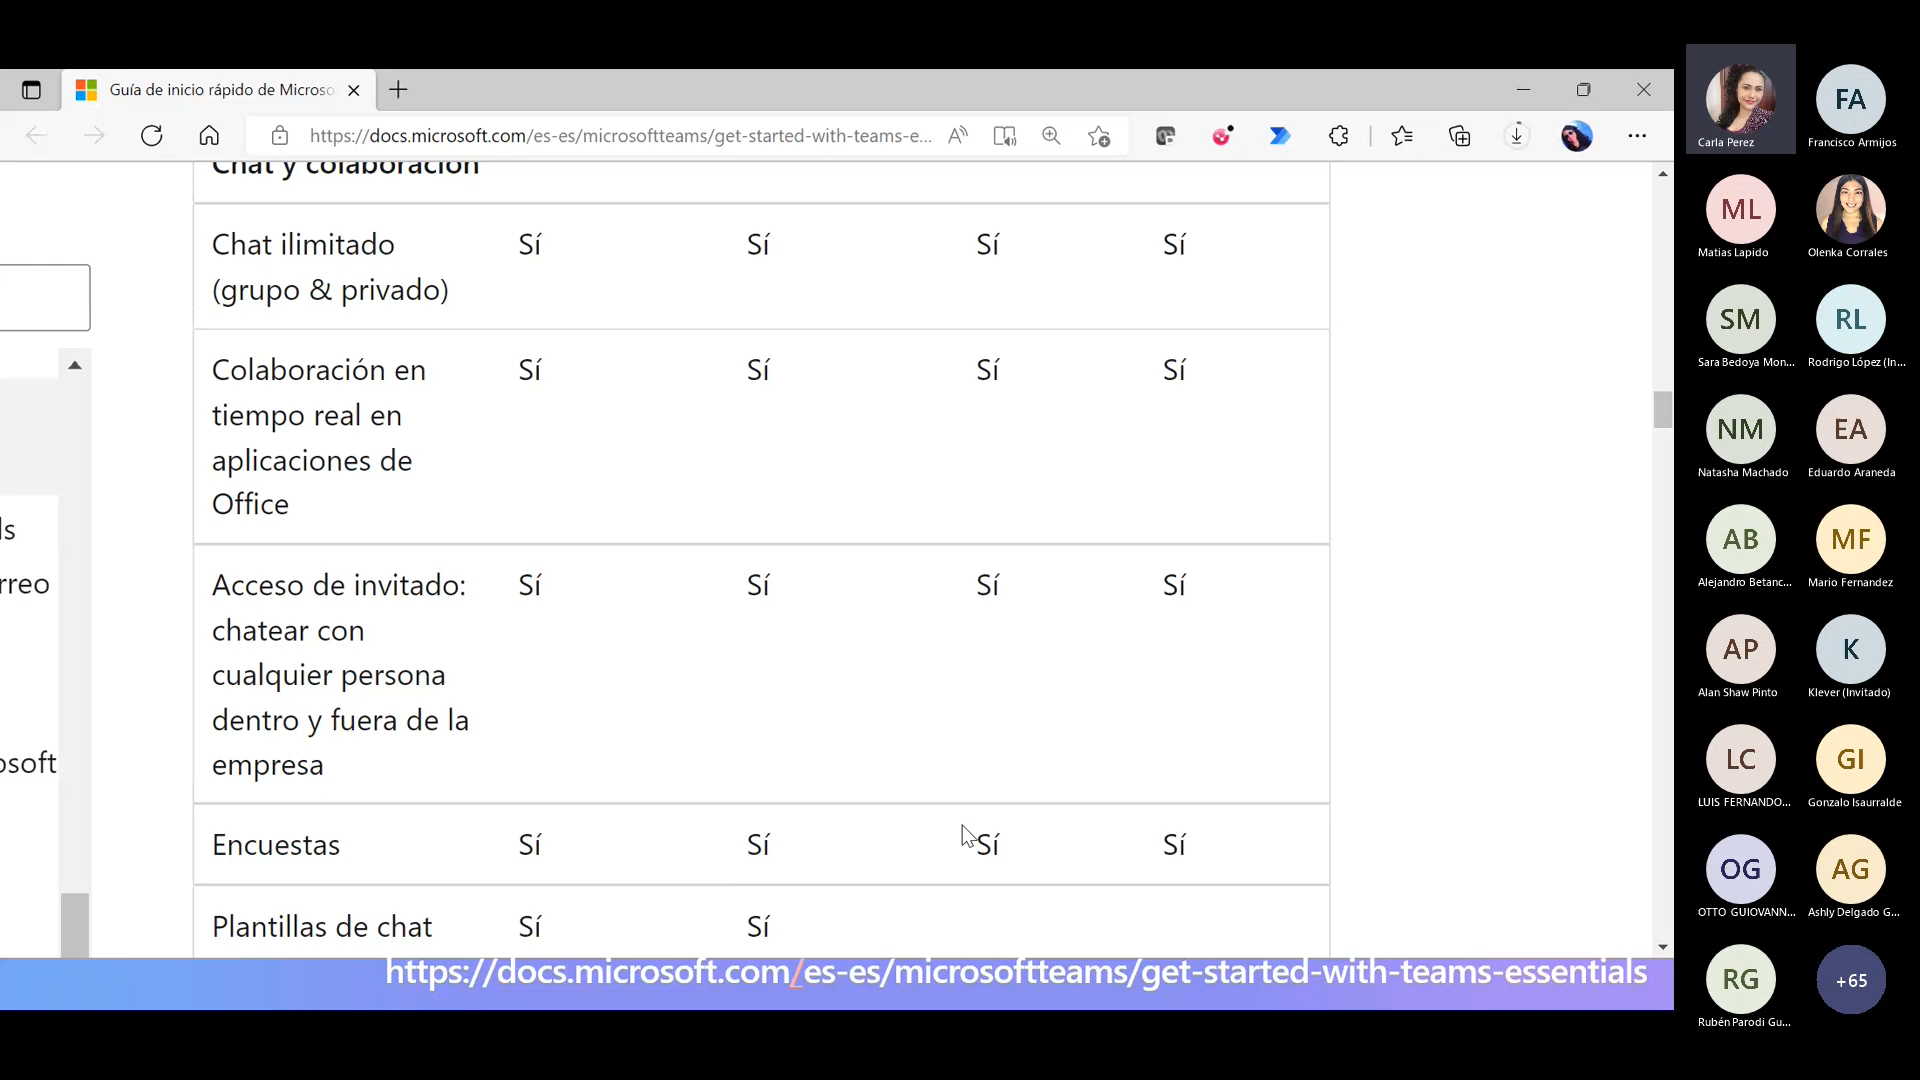 Guía de inicio rápido de Microso
https://docs.microsoft.com/es-es/microsoftteams/get-started-with-teams-e...
Chat y colaboración
Chat ilimitado (grupo & privado) Sí Sí Sí Sí
Colaboración en tiempo real en aplicaciones de Office Sí Sí Sí Sí
Acceso de invitado: chatear con cualquier persona dentro y fuera de la empresa Sí Sí Sí Sí
Encuestas Sí Sí Sí Sí
Plantillas de chat Sí Sí
ls
rreo
osoft
https://docs.microsoft.com/es-es/microsoftteams/get-started-with-teams-essentials
Carla Perez
FA
Francisco Armijos
ML
Matias Lapido
Olenka Corrales
SM
Sara Bedoya Mon...
RL
Rodrigo López (In...
NM
Natasha Machado
EA
Eduardo Araneda
AB
Alejandro Betanc...
MF
Mario Fernandez
AP
Alan Shaw Pinto
K
Klever (Invitado)
LC
LUIS FERNANDO...
GI
Gonzalo Isaurralde
OG
OTTO GUIOVANN...
AG
Ashly Delgado G...
RG
Rubén Parodi Gu...
+65